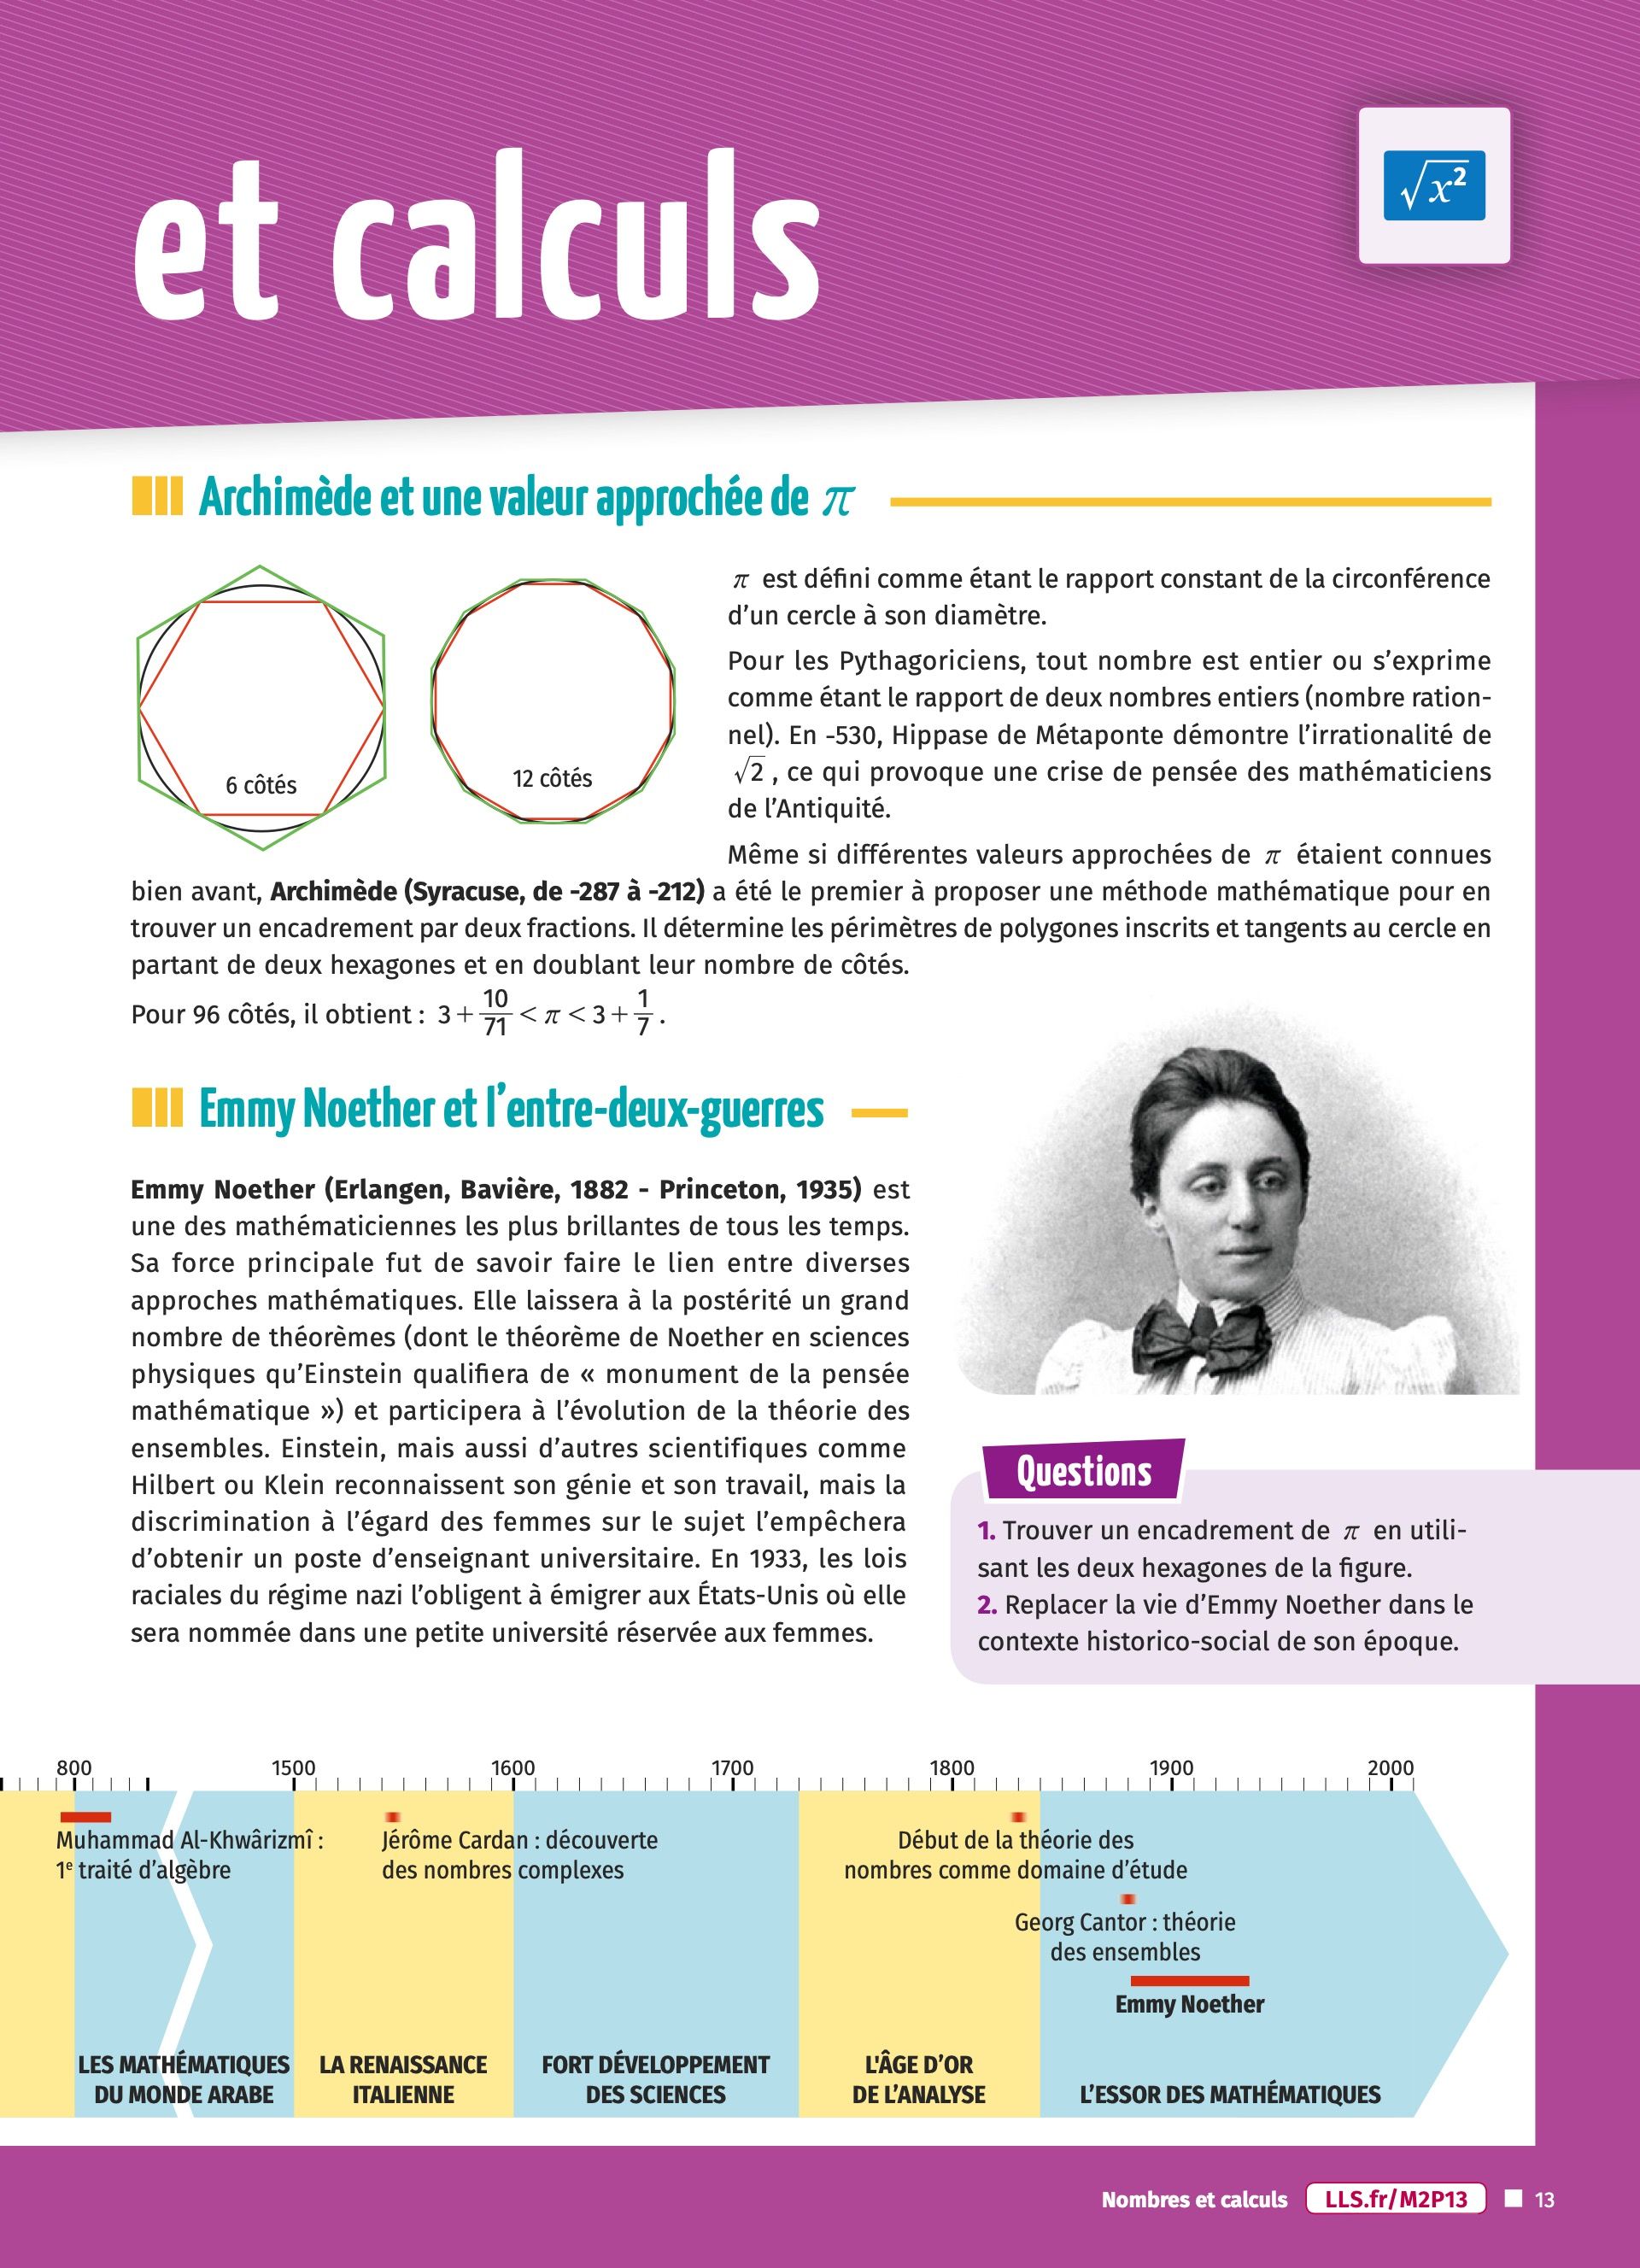 et calculs
√x²
Archimède et une valeur approchée de π
6 côtés
12 côtés
π est défini comme étant le rapport constant de la circonférence
d’un cercle à son diamètre.
Pour les Pythagoriciens, tout nombre est entier ou s’exprime
comme étant le rapport de deux nombres entiers (nombre ration-
nel). En -530, Hippase de Métaponte démontre l’irrationalité de
√2 , ce qui provoque une crise de pensée des mathématiciens
de l’Antiquité.
Même si différentes valeurs approchées de π étaient connues
bien avant, Archimède (Syracuse, de -287 à -212) a été le premier à proposer une méthode mathématique pour en
trouver un encadrement par deux fractions. Il détermine les périmètres de polygones inscrits et tangents au cercle en
partant de deux hexagones et en doublant leur nombre de côtés.
Pour 96 côtés, il obtient : 3 + 10/71 < π < 3 + 1/7 .
Emmy Noether et l’entre-deux-guerres
Emmy Noether (Erlangen, Bavière, 1882 - Princeton, 1935) est
une des mathématiciennes les plus brillantes de tous les temps.
Sa force principale fut de savoir faire le lien entre diverses
approches mathématiques. Elle laissera à la postérité un grand
nombre de théorèmes (dont le théorème de Noether en sciences
physiques qu’Einstein qualifiera de « monument de la pensée
mathématique ») et participera à l’évolution de la théorie des
ensembles. Einstein, mais aussi d’autres scientifiques comme
Hilbert ou Klein reconnaissent son génie et son travail, mais la
discrimination à l’égard des femmes sur le sujet l’empêchera
d’obtenir un poste d’enseignant universitaire. En 1933, les lois
raciales du régime nazi l’obligent à émigrer aux États-Unis où elle
sera nommée dans une petite université réservée aux femmes.
Questions
1. Trouver un encadrement de π en utili-
sant les deux hexagones de la figure.
2. Replacer la vie d’Emmy Noether dans le
contexte historico-social de son époque.
800 1500 1600 1700 1800 1900 2000
Muhammad Al-Khwârizmî :
1e traité d’algèbre
Jérôme Cardan : découverte
des nombres complexes
Début de la théorie des
nombres comme domaine d’étude
Georg Cantor : théorie
des ensembles
Emmy Noether
LES MATHÉMATIQUES
DU MONDE ARABE
LA RENAISSANCE
ITALIENNE
FORT DÉVELOPPEMENT
DES SCIENCES
L'ÂGE D’OR
DE L’ANALYSE
L’ESSOR DES MATHÉMATIQUES
Nombres et calculs LLS.fr/M2P13 13